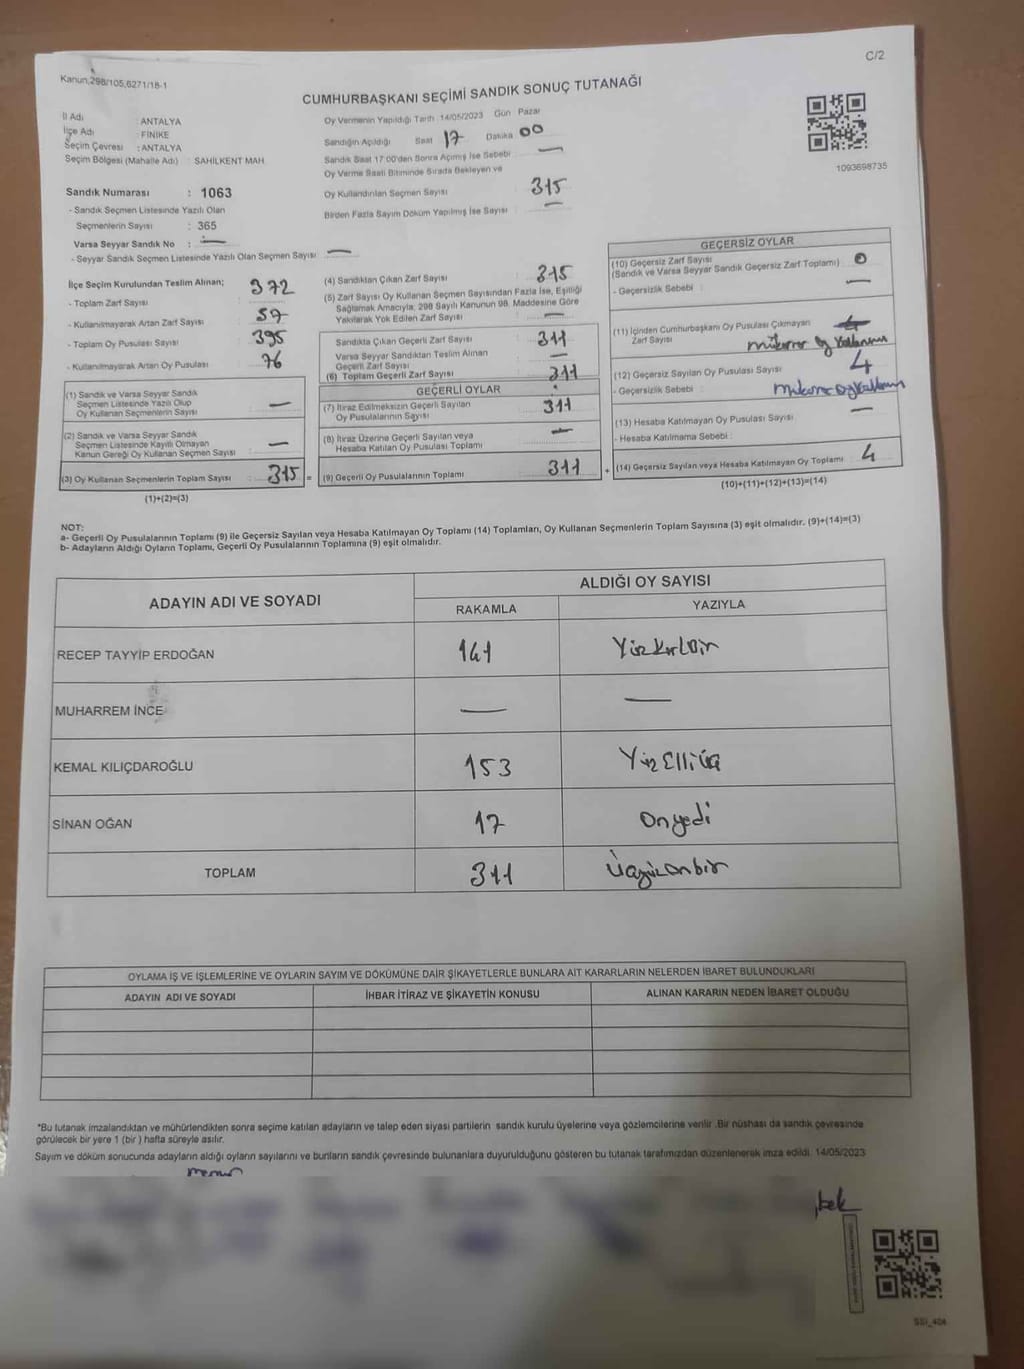 C/2
Kanun,298/105,6271/18-1
CUMHURBAŞKANI SEÇİMİ SANDIK SONUÇ TUTANAĞI
1093698735
İl Adı : ANTALYA
İlçe Adı : FİNİKE
Seçim Çevresi : ANTALYA
Seçim Bölgesi (Mahalle Adı) : SAHİLKENT MAH.
Sandık Numarası : 1063
- Sandık Seçmen Listesinde Yazılı Olan
Seçmenlerin Sayısı : 365
Varsa Seyyar Sandık No : —
- Seyyar Sandık Seçmen Listesinde Yazılı Olan Seçmen Sayısı : —
Oy Vermenin Yapıldığı Tarih : 14/05/2023 Gün Pazar
Sandığın Açıldığı Saat 17 Dakika 00
Sandık Saat 17:00'den Sonra Açılmış İse Sebebi : —
Oy Verme Saati Bitiminde Sırada Bekleyen ve
Oy Kullandırılan Seçmen Sayısı : 315
Birden Fazla Sayım Döküm Yapılmış İse Sayısı : —
İlçe Seçim Kurulundan Teslim Alınan;
- Toplam Zarf Sayısı : 372
- Kullanılmayarak Artan Zarf Sayısı : 57
- Toplam Oy Pusulası Sayısı : 395
- Kullanılmayarak Artan Oy Pusulası : 76
(1) Sandık ve Varsa Seyyar Sandık
Seçmen Listesinde Yazılı Olup
Oy Kullanan Seçmenlerin Sayısı : —
(2) Sandık ve Varsa Seyyar Sandık
Seçmen Listesinde Kayıtlı Olmayan
Kanun Gereği Oy Kullanan Seçmen Sayısı : —
(3) Oy Kullanan Seçmenlerin Toplam Sayısı : 315 =
(1)+(2)=(3)
(4) Sandıktan Çıkan Zarf Sayısı : 315
(5) Zarf Sayısı Oy Kullanan Seçmen Sayısından Fazla İse, Eşitliği
Sağlamak Amacıyla, 298 Sayılı Kanunun 98. Maddesine Göre
Yakılarak Yok Edilen Zarf Sayısı : —
Sandıkta Çıkan Geçerli Zarf Sayısı : 311
Varsa Seyyar Sandıktan Teslim Alınan
Geçerli Zarf Sayısı : —
(6) Toplam Geçerli Zarf Sayısı : 311
GEÇERLİ OYLAR
(7) İtiraz Edilmeksizin Geçerli Sayılan
Oy Pusulalarının Sayısı : 311
(8) İtiraz Üzerine Geçerli Sayılan veya
Hesaba Katılan Oy Pusulası Toplamı : —
(9) Geçerli Oy Pusulalarının Toplamı : 311 +
GEÇERSİZ OYLAR
(10) Geçersiz Zarf Sayısı
(Sandık ve Varsa Seyyar Sandık Geçersiz Zarf Toplamı) : 0
- Geçersizlik Sebebi : —
(11) İçinden Cumhurbaşkanı Oy Pusulası Çıkmayan
Zarf Sayısı :
(12) Geçersiz Sayılan Oy Pusulası Sayısı : 4
- Geçersizlik Sebebi :
(13) Hesaba Katılmayan Oy Pusulası Sayısı : —
- Hesaba Katılmama Sebebi :
(14) Geçersiz Sayılan veya Hesaba Katılmayan Oy Toplamı : 4
(10)+(11)+(12)+(13)=(14)
NOT:
a- Geçerli Oy Pusulalarının Toplamı (9) ile Geçersiz Sayılan veya Hesaba Katılmayan Oy Toplamı (14) Toplamları, Oy Kullanan Seçmenlerin Toplam Sayısına (3) eşit olmalıdır. (9)+(14)=(3)
b- Adayların Aldığı Oyların Toplamı, Geçerli Oy Pusulalarının Toplamına (9) eşit olmalıdır.
ADAYIN ADI VE SOYADI
ALDIĞI OY SAYISI
RAKAMLA YAZIYLA
RECEP TAYYİP ERDOĞAN 141 Yüzkırkbir
MUHARREM İNCE — —
KEMAL KILIÇDAROĞLU 153 Yüz Elli üç
SİNAN OĞAN 17 Onyedi
TOPLAM 311 Üçyüzonbir
OYLAMA İŞ VE İŞLEMLERİNE VE OYLARIN SAYIM VE DÖKÜMÜNE DAİR ŞİKAYETLERLE BUNLARA AİT KARARLARIN NELERDEN İBARET BULUNDUKLARI
ADAYIN ADI VE SOYADI İHBAR İTİRAZ VE ŞİKAYETİN KONUSU ALINAN KARARIN NEDEN İBARET OLDUĞU
*Bu tutanak imzalandıktan ve mühürlendikten sonra seçime katılan adayların ve talep eden siyasi partilerin sandık kurulu üyelerine veya gözlemcilerine verilir .Bir nüshası da sandık çevresinde
görülecek bir yere 1 (bir ) hafta süreyle asılır.
Sayım ve döküm sonucunda adayların aldığı oyların sayılarını ve bunların sandık çevresinde bulunanlara duyurulduğunu gösteren bu tutanak tarafımızdan düzenlenerek imza edildi. 14/05/2023
memur
bek